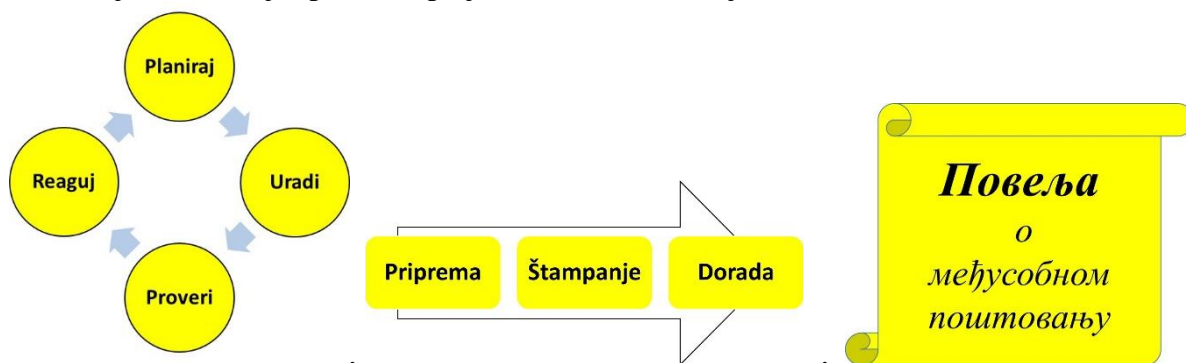 Planiraj
Uradi
Proveri
Reaguj
Priprema
Štampanje
Dorada
Повеља
о
међусобном
поштовању